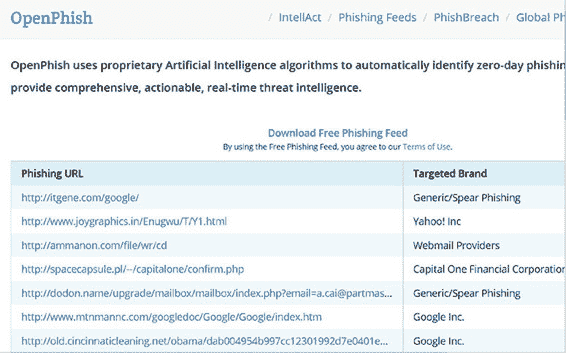 OpenPhish
/ IntellAct / Phishing Feeds / PhishBreach / Global Ph
OpenPhish uses proprietary Artificial Intelligence algorithms to automatically identify zero-day phishin
provide comprehensive, actionable, real-time threat intelligence.
Download Free Phishing Feed
By using the Free Phishing Feed, you agree to our Terms of Use.
Phishing URL Targeted Brand
http://itgene.com/google/ Generic/Spear Phishing
http://www.joygraphics.in/Enugwu/T/Y1.html Yahoo! Inc
http://ammanon.com/file/wr/cd Webmail Providers
http://spacecapsule.pl/--/capitalone/confirm.php Capital One Financial Corporation
http://dodon.name/upgrade/mailbox/mailbox/index.php?email=a.cai@partmas... Generic/Spear Phishing
http://www.mtnmannc.com/googledoc/Google/Google/index.htm Google Inc.
http://old.cincinnaticleaning.net/obama/dab004954b997cc12301992d7e0401e... Google Inc.